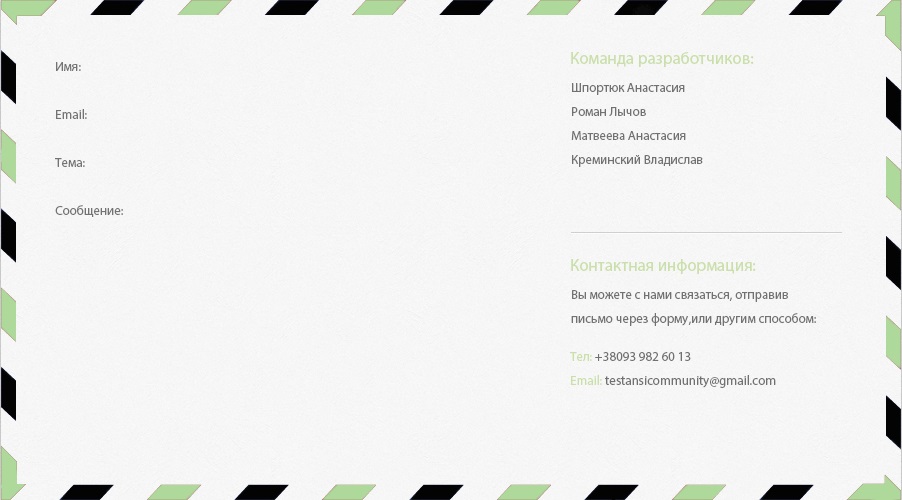 Имя:
Email:
Тема:
Сообщение:
Команда разработчиков:
Шпортюк Анастасия
Роман Лычов
Матвеева Анастасия
Креминский Владислав
Контактная информация:
Вы можете с нами связаться, отправив
письмо через форму,или другим способом:
Тел: +38093 982 60 13
Email: testansicommunity@gmail.com